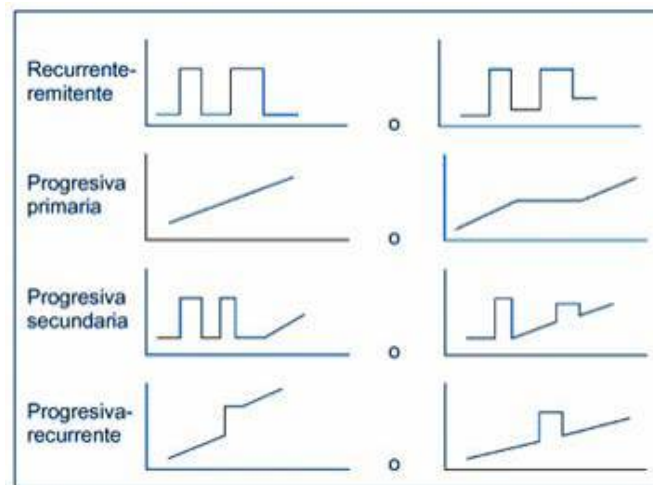 Recurrente-
remitente
o
Progresiva
primaria
o
Progresiva
secundaria
o
Progresiva-
recurrente
o